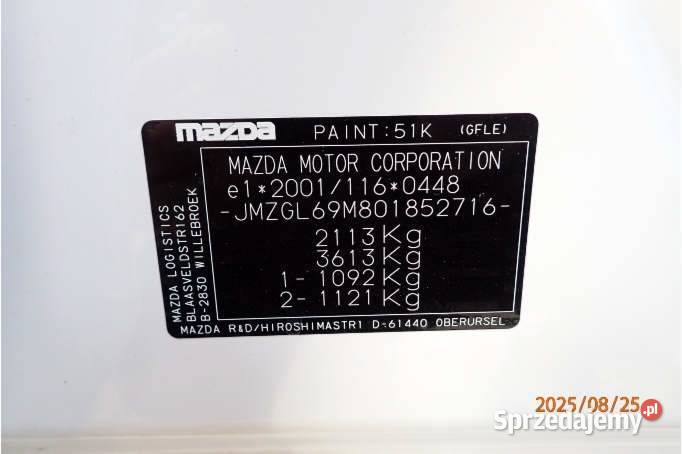 mazda PAINT:51K (GFLE)
MAZDA MOTOR CORPORATION
e1*2001/116*0448
-JMZGL69M801852716-
2113Kg
3613Kg
1- 1092Kg
2- 1121Kg
MAZDA LOGISTICS
BLAASVELDSTR162
B-2830 WILLEBROEK
MAZDA R&D/HIROSHIMASTR1 D-61440 OBERURSEL
2025/08/25
Sprzedajemy.pl